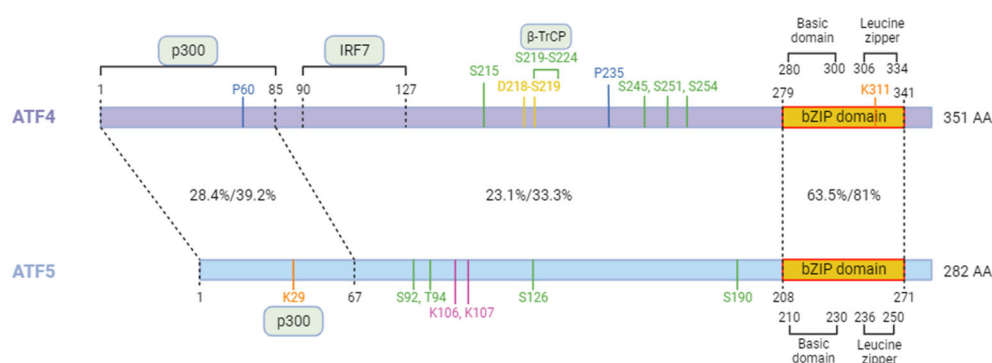 Basic domain
Leucine zipper
β-TrCP
p300
IRF7
S219-S224
280 300 306 334
S215
P235
1
P60
85 90
127
D218-S219
S245, S251, S254
279
K311
341
ATF4
bZIP domain
351 AA
28.4%/39.2%
23.1%/33.3%
63.5%/81%
ATF5
bZIP domain
282 AA
1
K29
67
S92, T94
S126
S190
208
271
K106, K107
p300
210 230 236 250
Basic domain
Leucine zipper